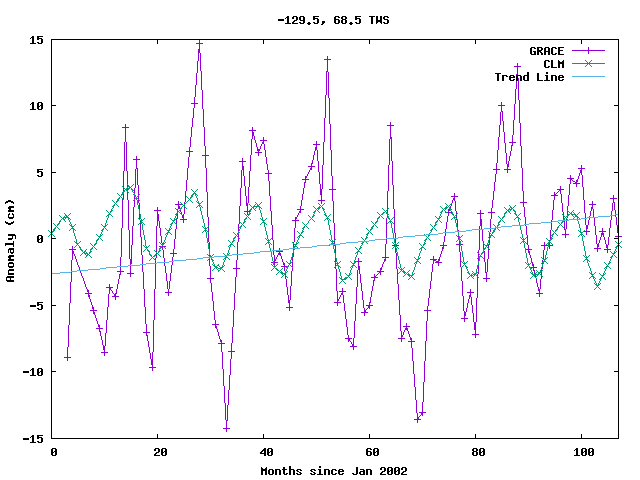 -129.5, 68.5 TWS
GRACE
CLM
Trend Line
15
10
5
0
-5
-10
-15
Anomaly (cm)
0 20 40 60 80 100
Months since Jan 2002